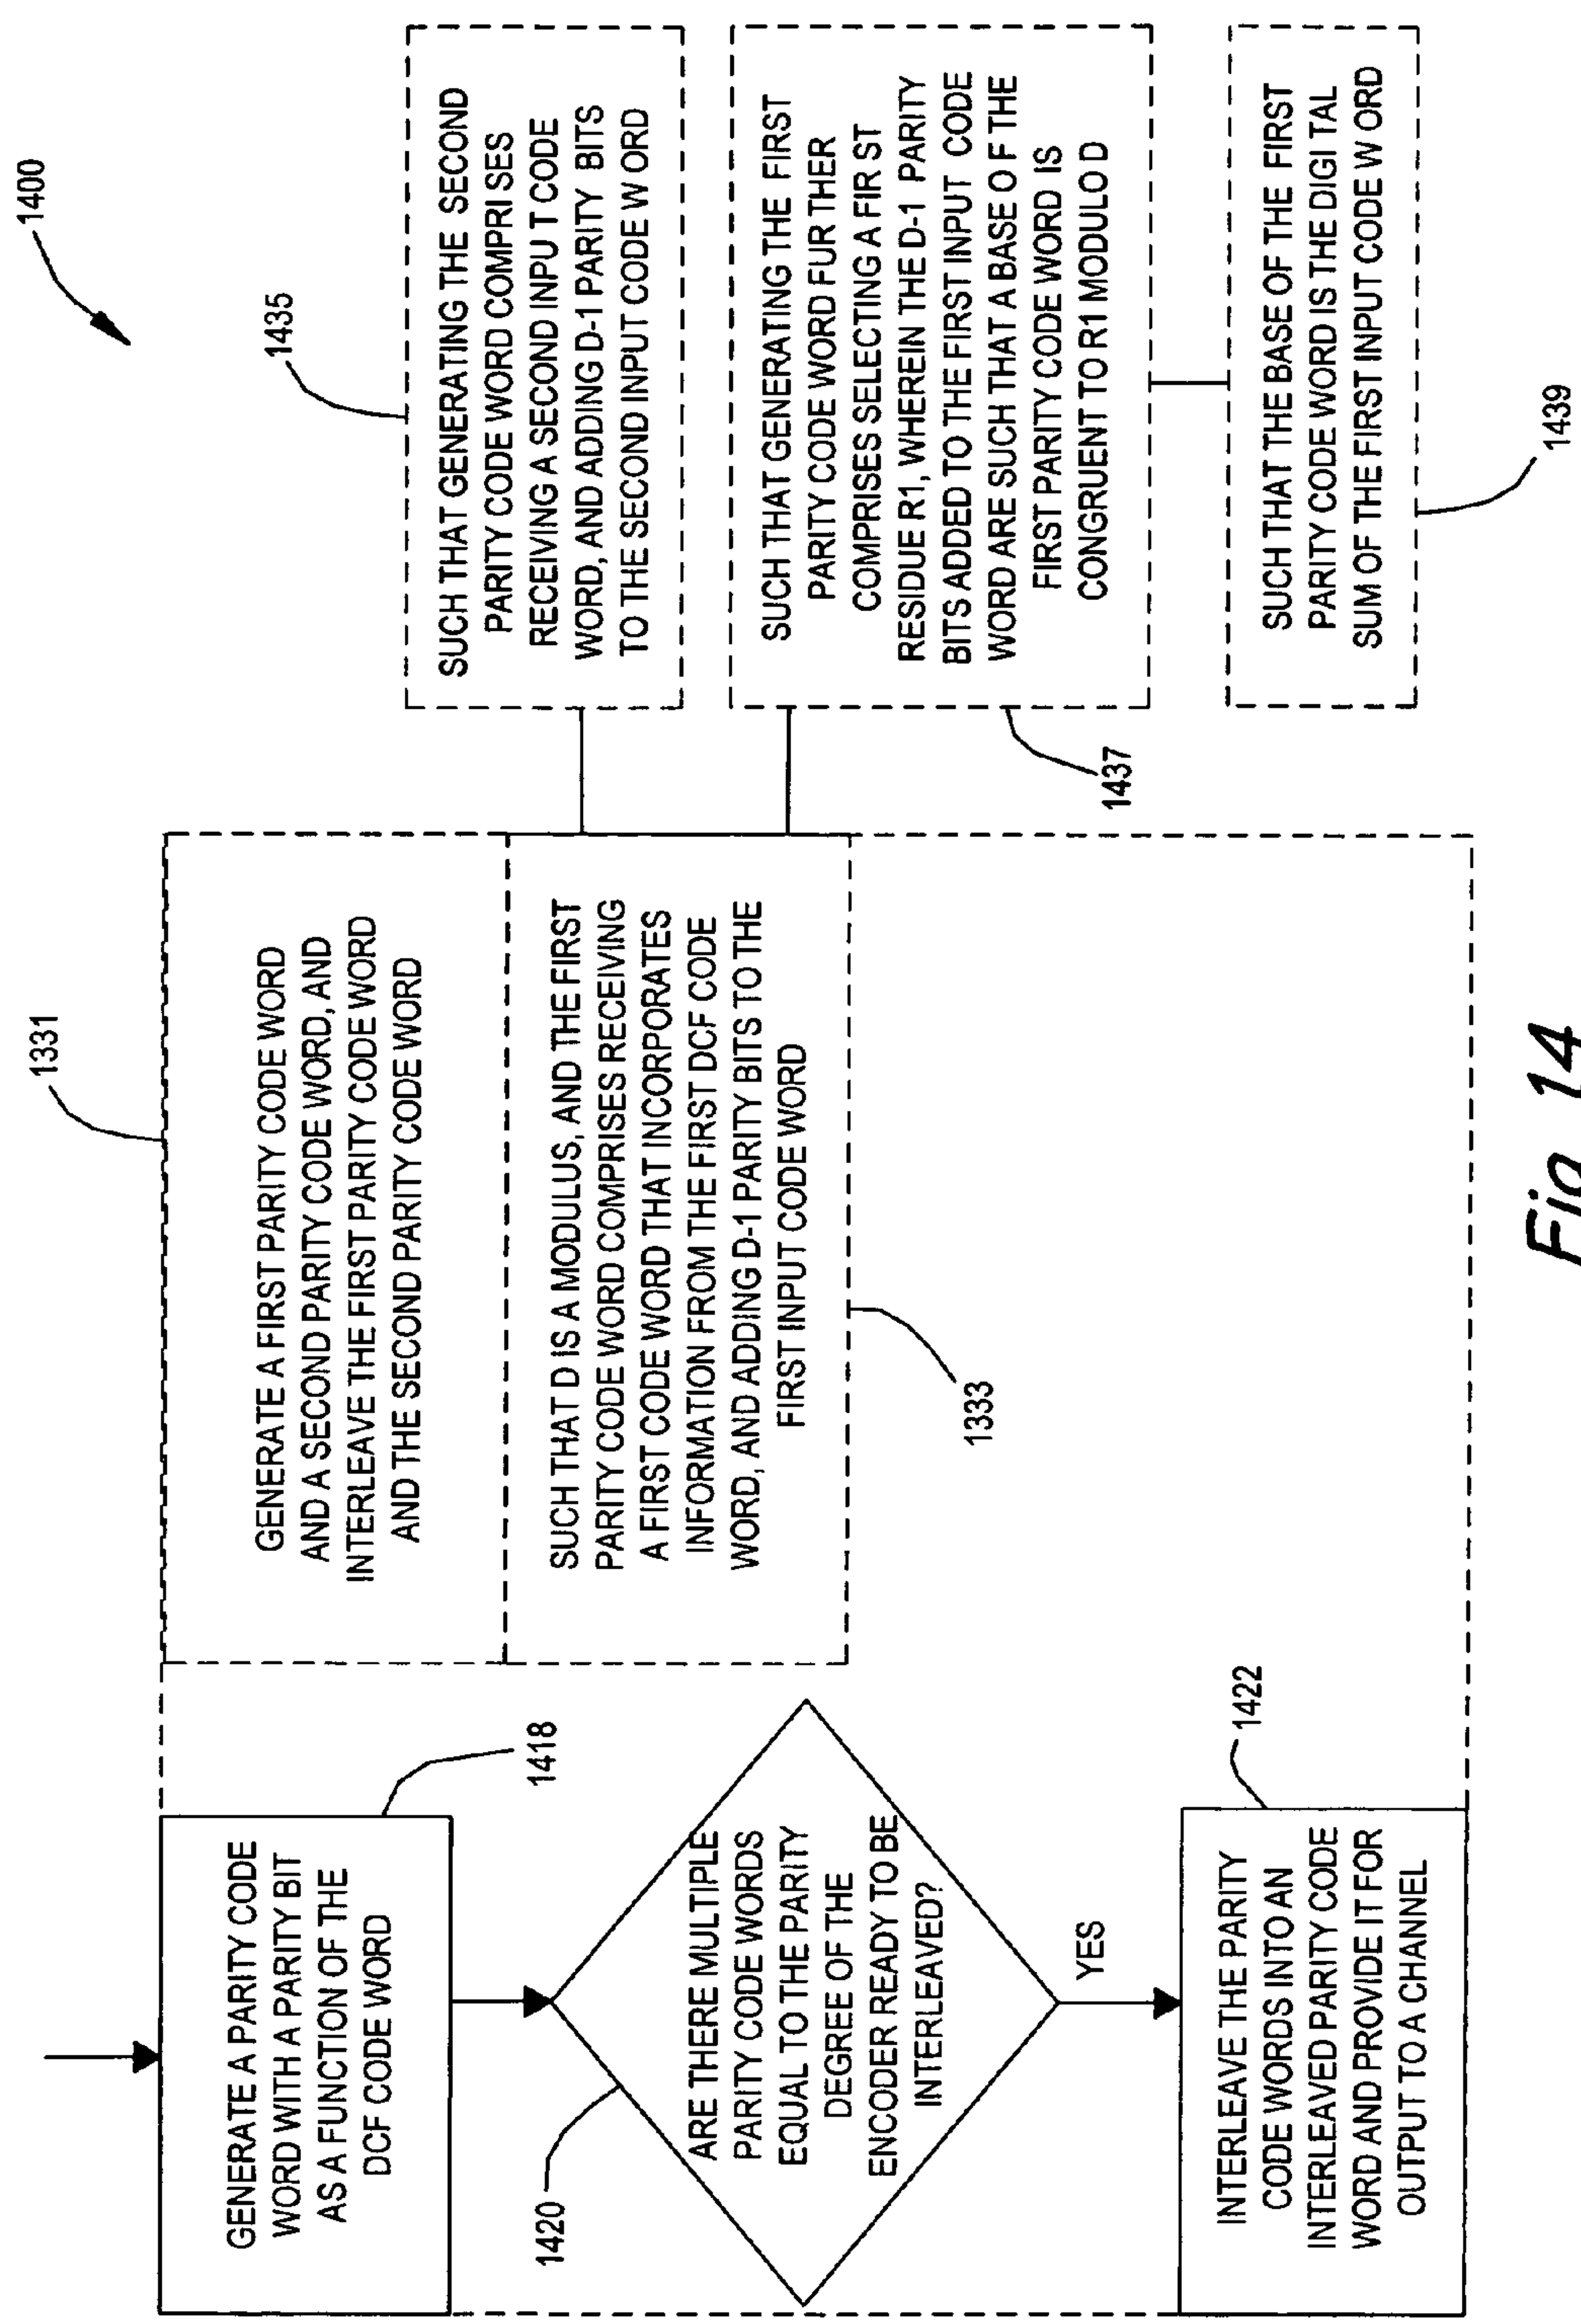 1400
1331
GENERATE A PARITY CODE
WORD WITH A PARITY BIT
AS A FUNCTION OF THE
DCF CODE WORD
1418
ARE THERE MULTIPLE
PARITY CODE WORDS
EQUAL TO THE PARITY
DEGREE OF THE
ENCODER READY TO BE
INTERLEAVED?
1420
YES
INTERLEAVE THE PARITY
CODE WORDS INTO AN
INTERLEAVED PARITY CODE
WORD AND PROVIDE IT FOR
OUTPUT TO A CHANNEL
1422
GENERATE A FIRST PARITY CODE WORD
AND A SECOND PARITY CODE WORD, AND
INTERLEAVE THE FIRST PARITY CODE WORD
AND THE SECOND PARITY CODE WORD
SUCH THAT D IS A MODULUS, AND THE FIRST
PARITY CODE WORD COMPRISES RECEIVING
A FIRST CODE WORD THAT INCORPORATES
INFORMATION FROM THE FIRST DCF CODE
WORD, AND ADDING D-1 PARITY BITS TO THE
FIRST INPUT CODE WORD
1333
1435
SUCH THAT GENERATING THE SECOND
PARITY CODE WORD COMPRI SES
RECEIVING A SECOND INPU T CODE
WORD, AND ADDING D-1 PARITY BITS
TO THE SECOND INPUT CODE W ORD
SUCH THAT GENERATING THE FIRST
PARITY CODE WORD FUR THER
COMPRISES SELECTING A FIR ST
RESIDUE R1, WHEREIN THE D-1 PARITY
BITS ADDED TO THE FIRST INPUT CODE
WORD ARE SUCH THAT A BASE O F THE
FIRST PARITY CODE WORD IS
CONGRUENT TO R1 MODULO D
1437
SUCH THAT THE BASE OF THE FIRST
PARITY CODE WORD IS THE DIGI TAL
SUM OF THE FIRST INPUT CODE W ORD
1439
Fig. 14